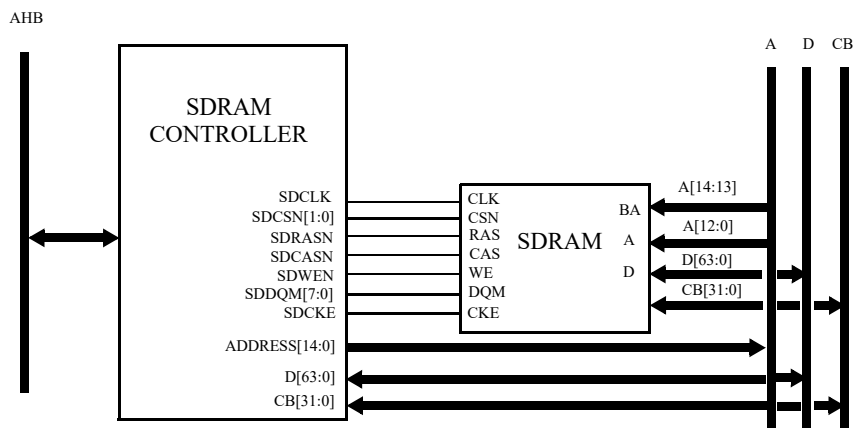 AHB
A D CB
SDRAM
CONTROLLER
SDCLK
SDCSN[1:0]
SDRASN
SDCASN
SDWEN
SDDQM[7:0]
SDCKE
ADDRESS[14:0]
D[63:0]
CB[31:0]
CLK
CSN
RAS
CAS
WE
DQM
CKE
SDRAM
BA
A
D
A[14:13]
A[12:0]
D[63:0]
CB[31:0]